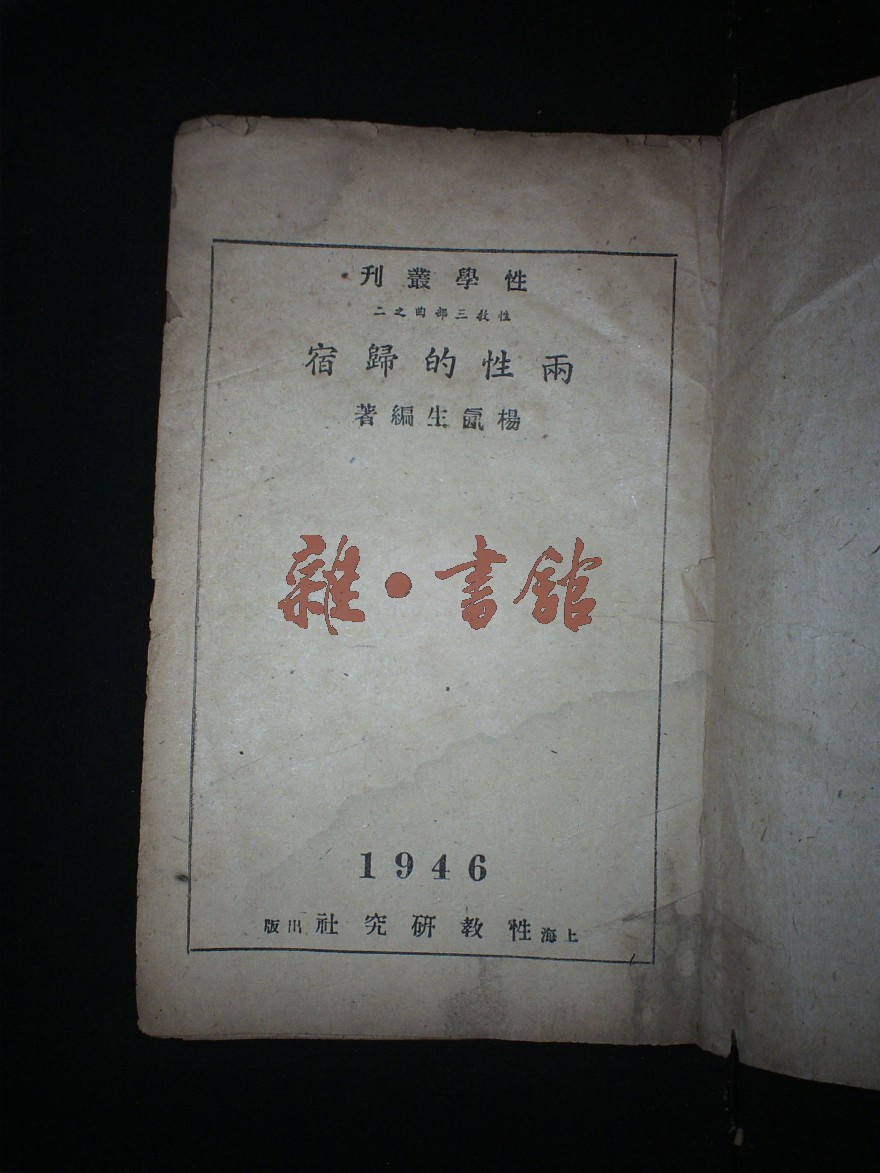 性學叢刊
性教三部曲之二
兩性的歸宿
楊氤生編著
雜·書館
1946
上海性教研究社出版